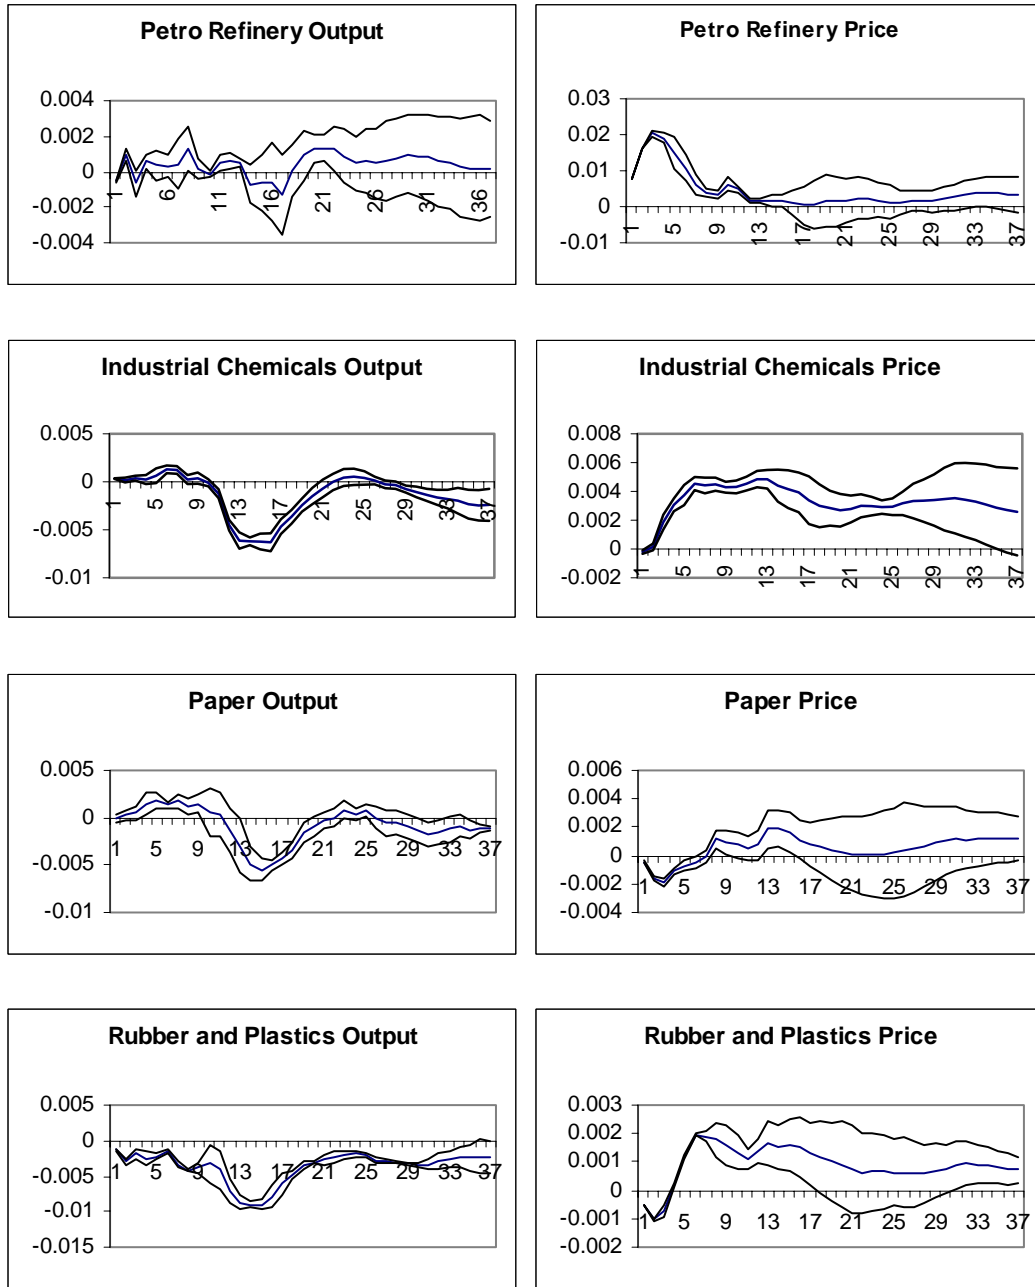 Petro Refinery Output
0.004
0.002
0
-0.002
-0.004
1 6 11 16 21 26 31 36
Petro Refinery Price
0.03
0.02
0.01
0
-0.01
1 5 9 13 17 21 25 29 33 37
Industrial Chemicals Output
0.005
0
-0.005
-0.01
1 5 9 13 17 21 25 29 33 37
Industrial Chemicals Price
0.008
0.006
0.004
0.002
0
-0.002
1 5 9 13 17 21 25 29 33 37
Paper Output
0.005
0
-0.005
-0.01
1 5 9 13 17 21 25 29 33 37
Paper Price
0.006
0.004
0.002
0
-0.002
-0.004
1 5 9 13 17 21 25 29 33 37
Rubber and Plastics Output
0.005
0
-0.005
-0.01
-0.015
1 5 9 13 17 21 25 29 33 37
Rubber and Plastics Price
0.003
0.002
0.001
0
-0.001
-0.002
1 5 9 13 17 21 25 29 33 37